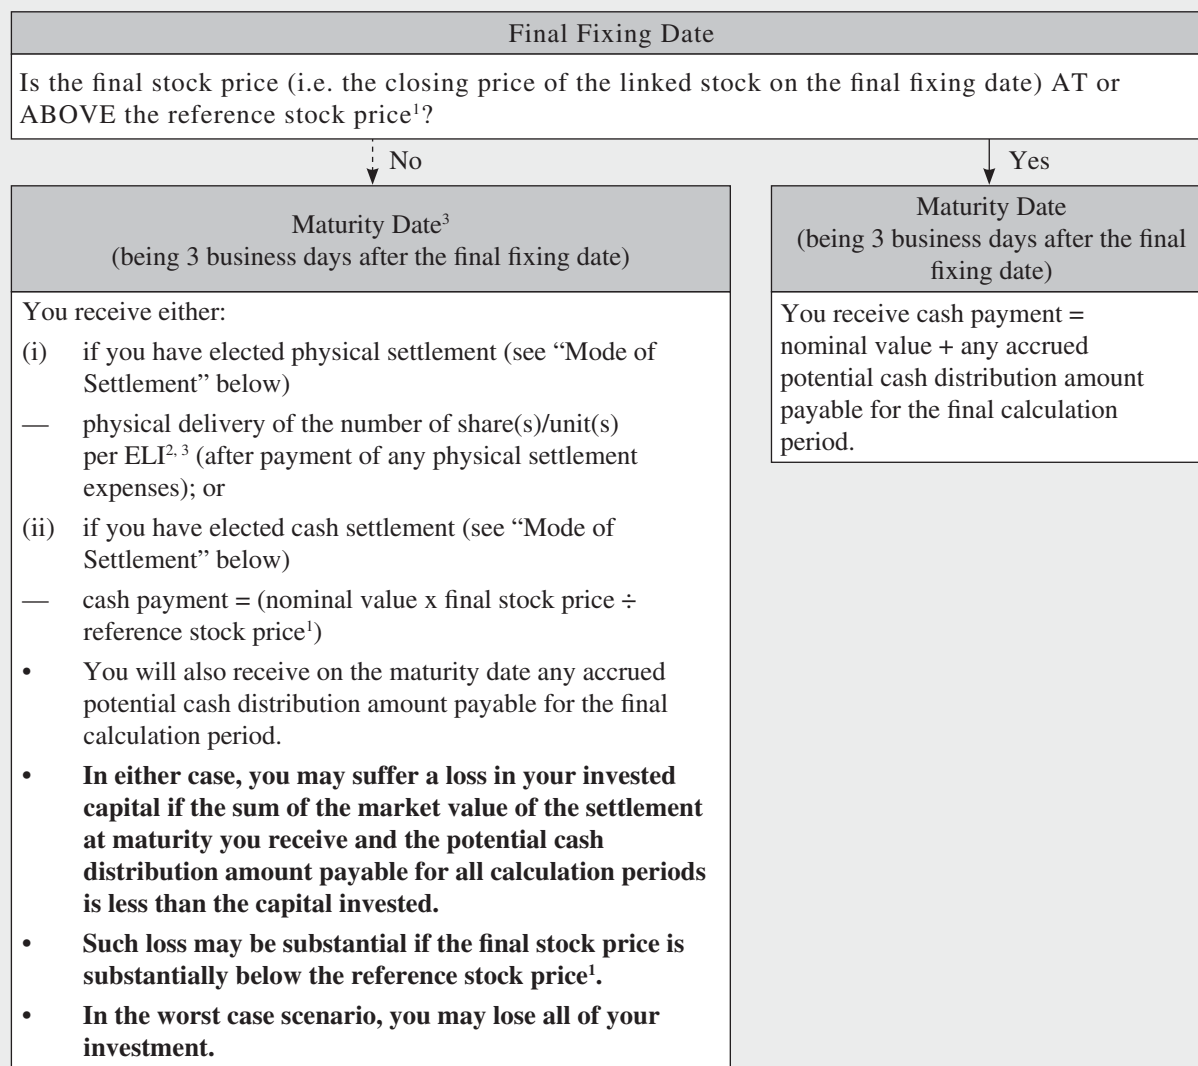 Final Fixing Date
Is the final stock price (i.e. the closing price of the linked stock on the final fixing date) AT or
ABOVE the reference stock price¹?
No
Yes
Maturity Date³
(being 3 business days after the final fixing date)
You receive either:
(i) if you have elected physical settlement (see “Mode of
Settlement” below)
— physical delivery of the number of share(s)/unit(s)
per ELI²˒ ³ (after payment of any physical settlement
expenses); or
(ii) if you have elected cash settlement (see “Mode of
Settlement” below)
— cash payment = (nominal value x final stock price ÷
reference stock price¹)
• You will also receive on the maturity date any accrued
potential cash distribution amount payable for the final
calculation period.
• In either case, you may suffer a loss in your invested
capital if the sum of the market value of the settlement
at maturity you receive and the potential cash
distribution amount payable for all calculation periods
is less than the capital invested.
• Such loss may be substantial if the final stock price is
substantially below the reference stock price¹.
• In the worst case scenario, you may lose all of your
investment.
Maturity Date
(being 3 business days after the final
fixing date)
You receive cash payment =
nominal value + any accrued
potential cash distribution amount
payable for the final calculation
period.